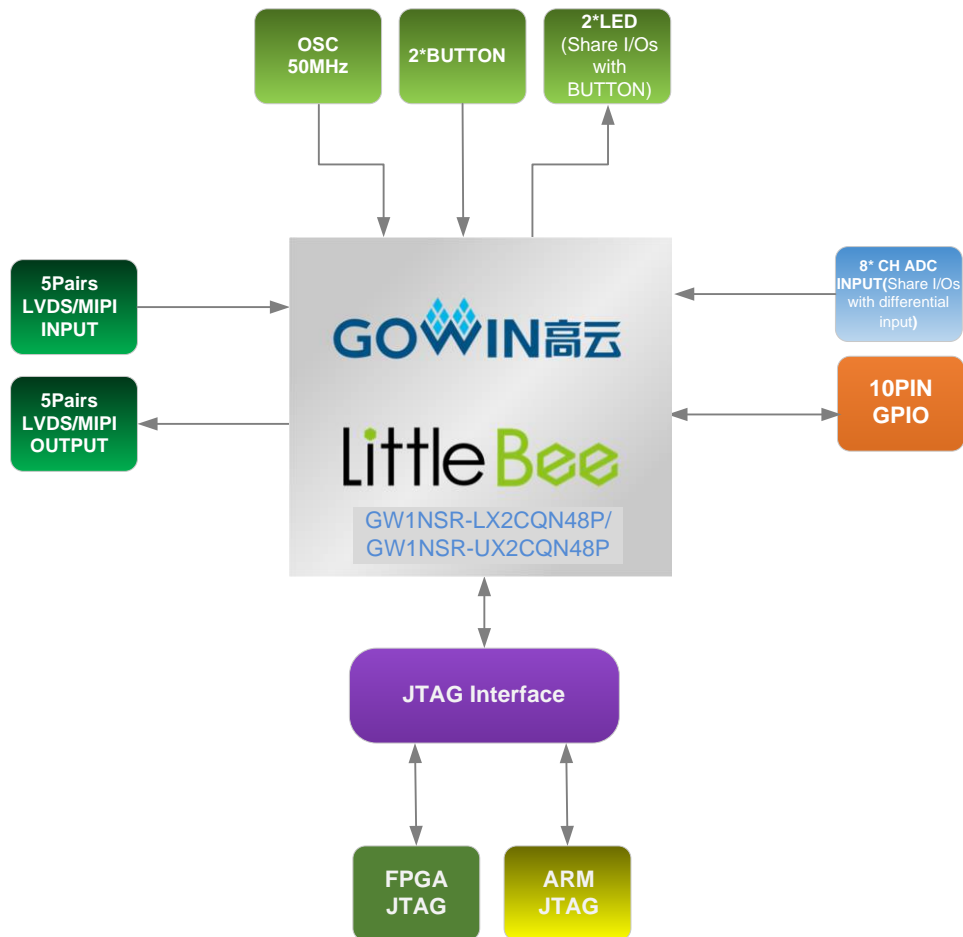 OSC
50MHz
2*BUTTON
2*LED
(Share I/Os
with
BUTTON)
5Pairs
LVDS/MIPI
INPUT
8* CH ADC
INPUT(Share I/Os
with differential
input)
GOWIN高云
5Pairs
LVDS/MIPI
OUTPUT
10PIN
GPIO
LittleBee
GW1NSR-LX2CQN48P/
GW1NSR-UX2CQN48P
JTAG Interface
FPGA
JTAG
ARM
JTAG